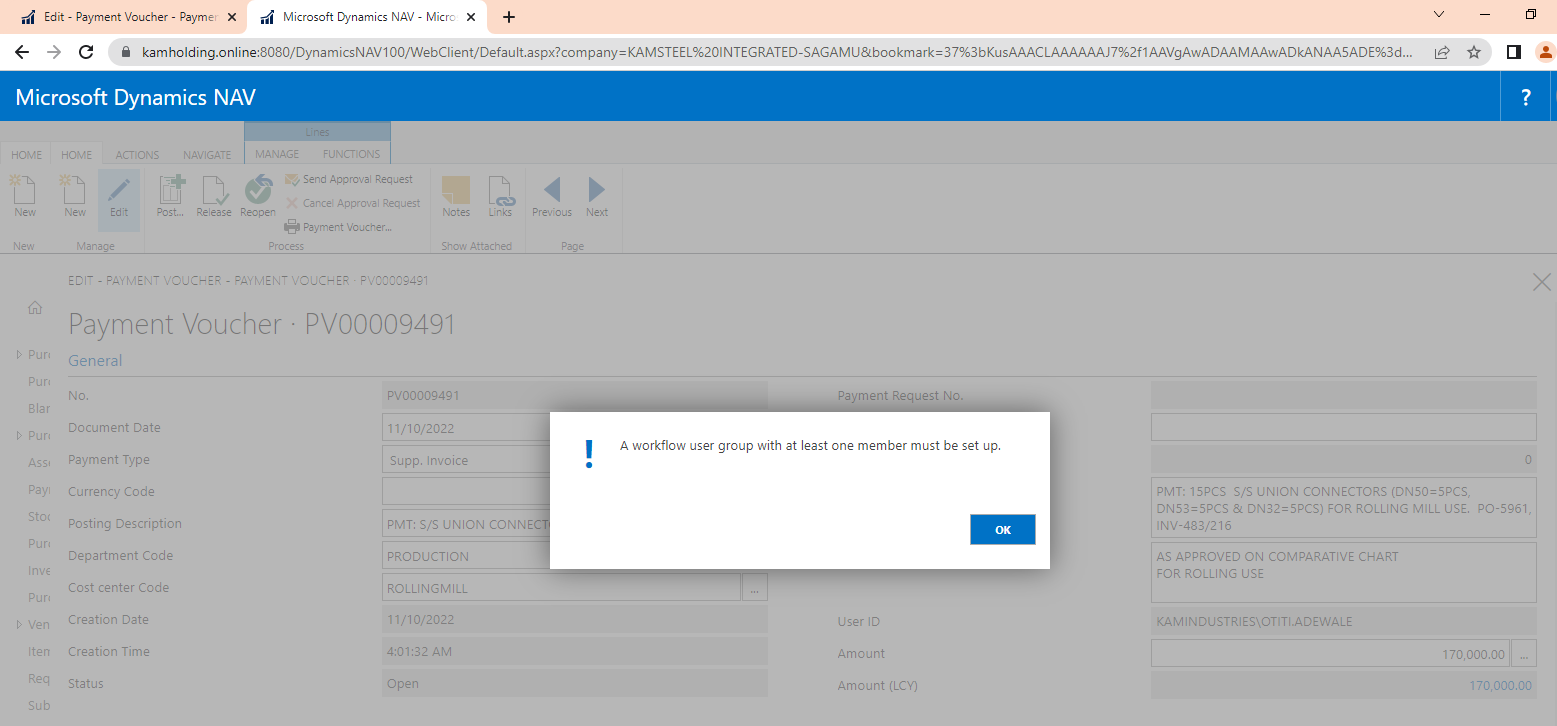 Edit - Payment Voucher - Paymen
Microsoft Dynamics NAV - Micros
kamholding.online:8080/DynamicsNAV100/WebClient/Default.aspx?company=KAMSTEEL%20INTEGRATED-SAGAMU&bookmark=37%3bKusAAACLAAAAAAJ7%2f1AAVgAwADAAMAAwADkANAA5ADE%3d...
Microsoft Dynamics NAV
?
Lines
HOME
HOME
ACTIONS
NAVIGATE
MANAGE
FUNCTIONS
New
New
Edit
Post...
Release
Reopen
Send Approval Request
Cancel Approval Request
Payment Voucher...
Notes
Links
Previous
Next
New
Manage
Process
Show Attached
Page
EDIT - PAYMENT VOUCHER - PAYMENT VOUCHER · PV00009491
Payment Voucher · PV00009491
General
Pur
Pur
Blar
Pur
Ass
Pay
Stoc
Pur
Inve
Pur
Ven
Item
Req
Sub
No.
PV00009491
Document Date
11/10/2022
Payment Type
Supp. Invoice
Currency Code
Posting Description
PMT: S/S UNION CONNECT
Department Code
PRODUCTION
Cost center Code
ROLLINGMILL
...
Creation Date
11/10/2022
Creation Time
4:01:32 AM
Status
Open
Payment Request No.
0
PMT: 15PCS S/S UNION CONNECTORS (DN50=5PCS,
DN53=5PCS & DN32=5PCS) FOR ROLLING MILL USE. PO-5961,
INV-483/216
AS APPROVED ON COMPARATIVE CHART
FOR ROLLING USE
User ID
KAMINDUSTRIES\OTITI.ADEWALE
Amount
170,000.00
...
Amount (LCY)
170,000.00
!
A workflow user group with at least one member must be set up.
OK